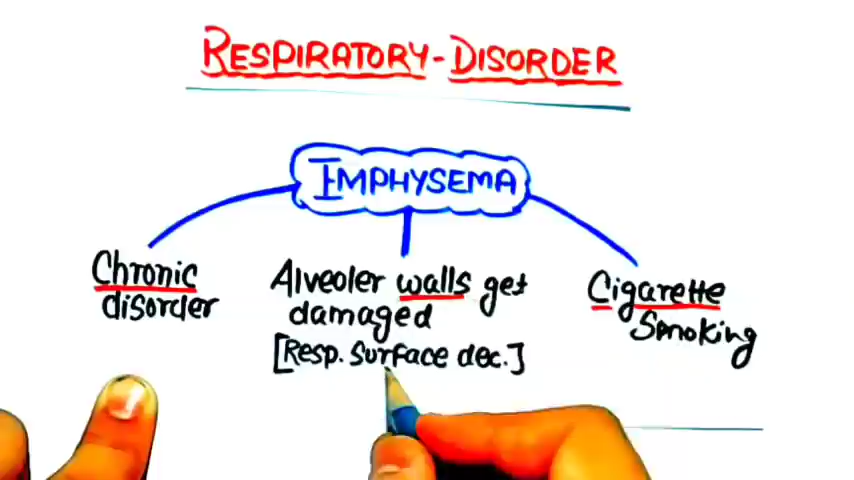 RESPIRATORY-DISORDER
EMPHYSEMA
Chronic
disorder
Alveoler walls get
damaged
[Resp. Surface dec.]
Cigarette
Smoking